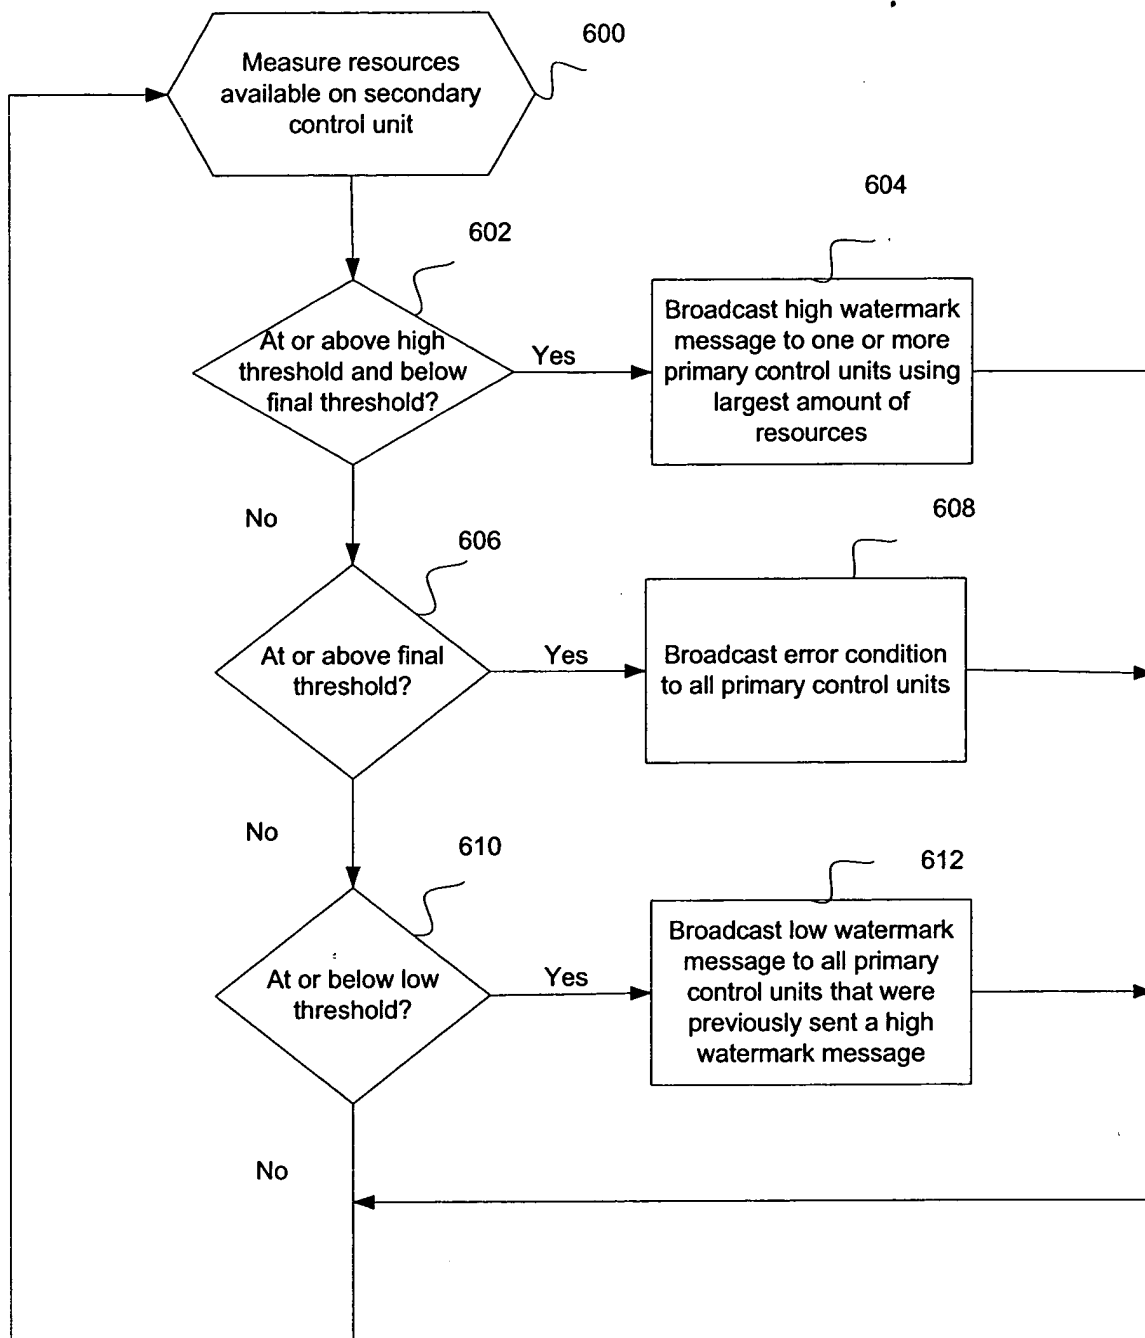 600
Measure resources
available on secondary
control unit
604
602
At or above high
threshold and below
final threshold?
Yes
Broadcast high watermark
message to one or more
primary control units using
largest amount of
resources
No
608
606
At or above final
threshold?
Yes
Broadcast error condition
to all primary control units
No
610
612
At or below low
threshold?
Yes
Broadcast low watermark
message to all primary
control units that were
previously sent a high
watermark message
No